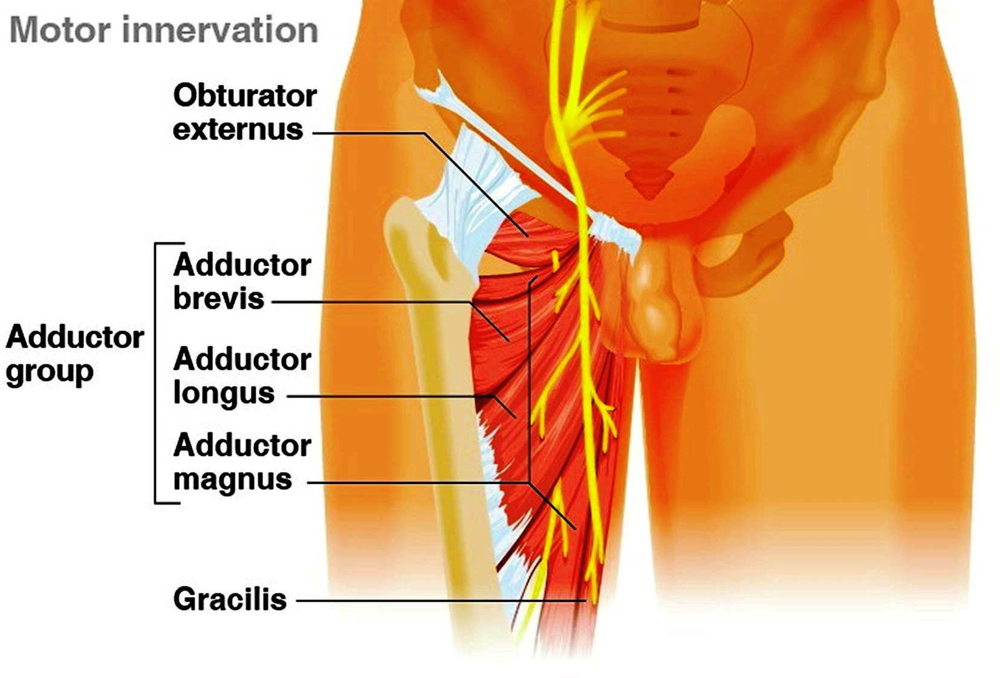 Motor innervation
Obturator
externus
Adductor
brevis
Adductor
group
Adductor
longus
Adductor
magnus
Gracilis